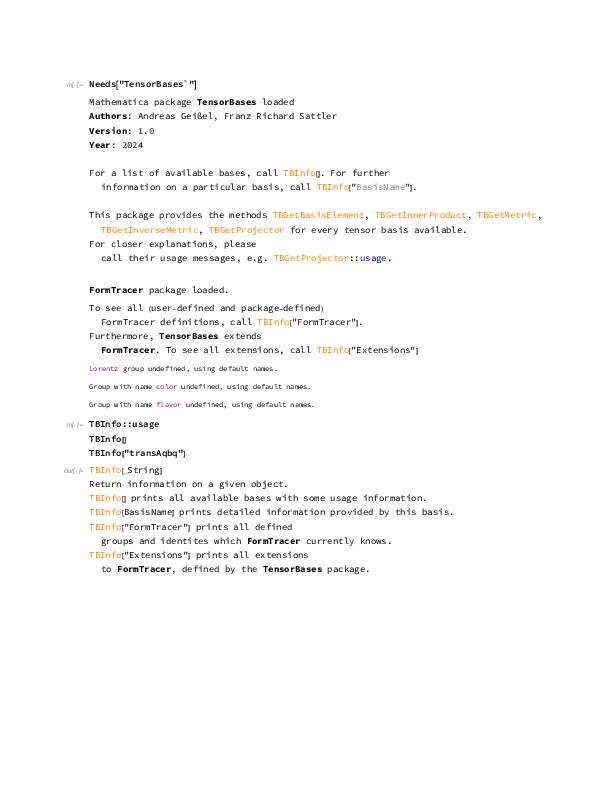 In[-]:= Needs["TensorBases`"]
Mathematica package TensorBases loaded
Authors: Andreas Geißel, Franz Richard Sattler
Version: 1.0
Year: 2024
For a list of available bases, call TBInfo[]. For further
information on a particular basis, call TBInfo["BasisName"].
This package provides the methods TBGetBasisElement, TBGetInnerProduct, TBGetMetric,
TBGetInverseMetric, TBGetProjector for every tensor basis available.
For closer explanations, please
call their usage messages, e.g. TBGetProjector::usage.
FormTracer package loaded.
To see all (user-defined and package-defined)
FormTracer definitions, call TBInfo["FormTracer"].
Furthermore, TensorBases extends
FormTracer. To see all extensions, call TBInfo["Extensions"]
Lorentz group undefined, using default names.
Group with name color undefined, using default names.
Group with name flavor undefined, using default names.
In[-]:= TBInfo::usage
TBInfo[]
TBInfo["transAqbq"]
Out[-]= TBInfo[_String]
Return information on a given object.
TBInfo[] prints all available bases with some usage information.
TBInfo[BasisName] prints detailed information provided by this basis.
TBInfo["FormTracer"] prints all defined
groups and identites which FormTracer currently knows.
TBInfo["Extensions"] prints all extensions
to FormTracer, defined by the TensorBases package.